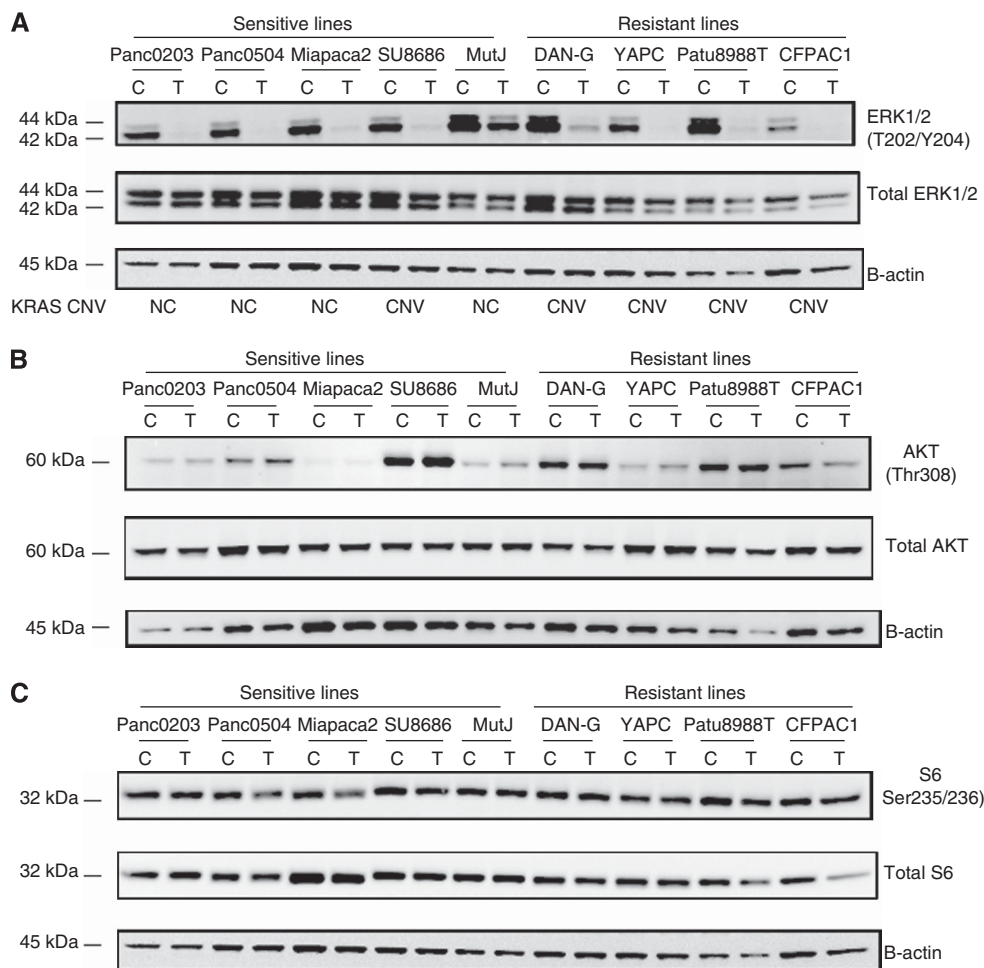 A
Sensitive lines Resistant lines
Panc0203 Panc0504 Miapaca2 SU8686 MutJ DAN-G YAPC Patu8988T CFPAC1
C T C T C T C T C T C T C T C T C T
44 kDa
42 kDa
ERK1/2
(T202/Y204)
44 kDa
42 kDa
Total ERK1/2
45 kDa
B-actin
KRAS CNV NC NC NC CNV NC CNV CNV CNV CNV
B
Sensitive lines Resistant lines
Panc0203 Panc0504 Miapaca2 SU8686 MutJ DAN-G YAPC Patu8988T CFPAC1
C T C T C T C T C T C T C T C T C T
60 kDa
AKT
(Thr308)
60 kDa
Total AKT
45 kDa
B-actin
C
Sensitive lines Resistant lines
Panc0203 Panc0504 Miapaca2 SU8686 MutJ DAN-G YAPC Patu8988T CFPAC1
C T C T C T C T C T C T C T C T C T
32 kDa
S6
Ser235/236)
32 kDa
Total S6
45 kDa
B-actin